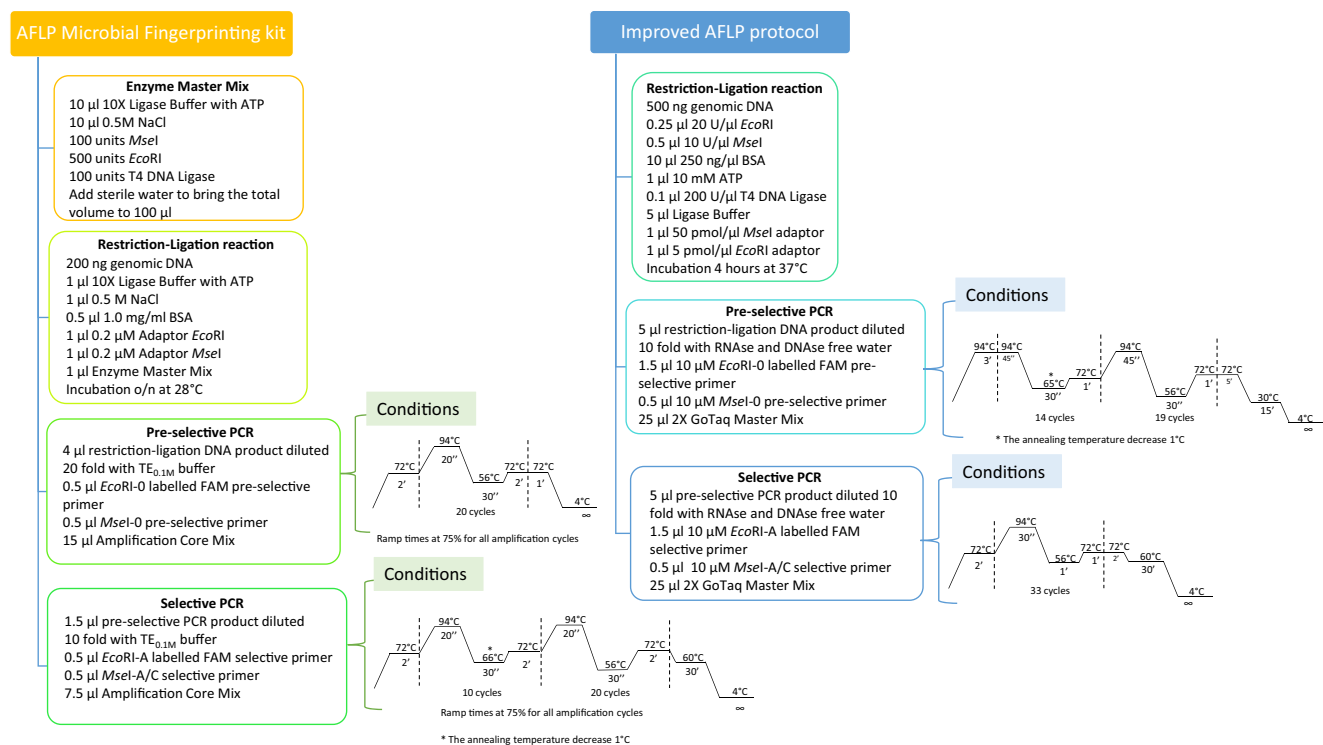 AFLP Microbial Fingerprinting kit
Enzyme Master Mix
10 µl 10X Ligase Buffer with ATP
10 µl 0.5M NaCl
100 units MseI
500 units EcoRI
100 units T4 DNA Ligase
Add sterile water to bring the total
volume to 100 µl
Restriction-Ligation reaction
200 ng genomic DNA
1 µl 10X Ligase Buffer with ATP
1 µl 0.5 M NaCl
0.5 µl 1.0 mg/ml BSA
1 µl 0.2 µM Adaptor EcoRI
1 µl 0.2 µM Adaptor MseI
1 µl Enzyme Master Mix
Incubation o/n at 28°C
Pre-selective PCR
4 µl restriction-ligation DNA product diluted
20 fold with TE0.1M buffer
0.5 µl EcoRI-0 labelled FAM pre-selective
primer
0.5 µl MseI-0 pre-selective primer
15 µl Amplification Core Mix
Conditions
72°C
2’
94°C
20’’
56°C
30’’
72°C
2’
72°C
1’
4°C
∞
20 cycles
Ramp times at 75% for all amplification cycles
Selective PCR
1.5 µl pre-selective PCR product diluted
10 fold with TE0.1M buffer
0.5 µl EcoRI-A labelled FAM selective primer
0.5 µl MseI-A/C selective primer
7.5 µl Amplification Core Mix
Conditions
72°C
2’
94°C
20’’
*
66°C
30’’
72°C
2’
94°C
20’’
56°C
30’’
72°C
2’
60°C
30’
4°C
∞
10 cycles
20 cycles
Ramp times at 75% for all amplification cycles
* The annealing temperature decrease 1°C
Improved AFLP protocol
Restriction-Ligation reaction
500 ng genomic DNA
0.25 µl 20 U/µl EcoRI
0.5 µl 10 U/µl MseI
10 µl 250 ng/µl BSA
1 µl 10 mM ATP
0.1 µl 200 U/µl T4 DNA Ligase
5 µl Ligase Buffer
1 µl 50 pmol/µl MseI adaptor
1 µl 5 pmol/µl EcoRI adaptor
Incubation 4 hours at 37°C
Pre-selective PCR
5 µl restriction-ligation DNA product diluted
10 fold with RNAse and DNAse free water
1.5 µl 10 µM EcoRI-0 labelled FAM pre-
selective primer
0.5 µl 10 µM MseI-0 pre-selective primer
25 µl 2X GoTaq Master Mix
Conditions
94°C
3’
94°C
45’’
*
65°C
30’’
72°C
1’
94°C
45’’
56°C
30’’
72°C
1’
72°C
5’
30°C
15’
4°C
∞
14 cycles
19 cycles
* The annealing temperature decrease 1°C
Selective PCR
5 µl pre-selective PCR product diluted 10
fold with RNAse and DNAse free water
1.5 µl 10 µM EcoRI-A labelled FAM
selective primer
0.5 µl 10 µM MseI-A/C selective primer
25 µl 2X GoTaq Master Mix
Conditions
72°C
2’
94°C
30’’
56°C
1’
72°C
1’
72°C
2’
60°C
30’
4°C
∞
33 cycles